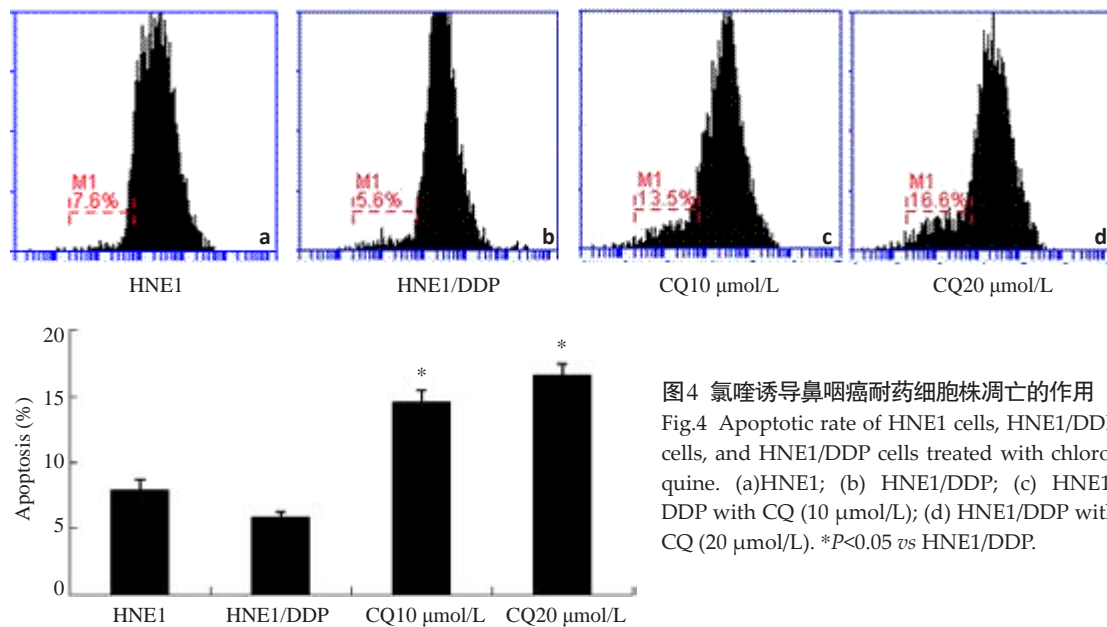 M1
7.6%
a
HNE1
M1
5.6%
b
HNE1/DDP
M1
13.5%
c
CQ10 μmol/L
M1
16.6%
d
CQ20 μmol/L
Apoptosis (%)
20
15
10
5
0
*
*
HNE1
HNE1/DDP
CQ10 μmol/L
CQ20 μmol/L
图4 氯喹诱导鼻咽癌耐药细胞株凋亡的作用
Fig.4 Apoptotic rate of HNE1 cells, HNE1/DDP
cells, and HNE1/DDP cells treated with chloro
quine. (a)HNE1; (b) HNE1/DDP; (c) HNE1
DDP with CQ (10 μmol/L); (d) HNE1/DDP with
CQ (20 μmol/L). *P<0.05 vs HNE1/DDP.